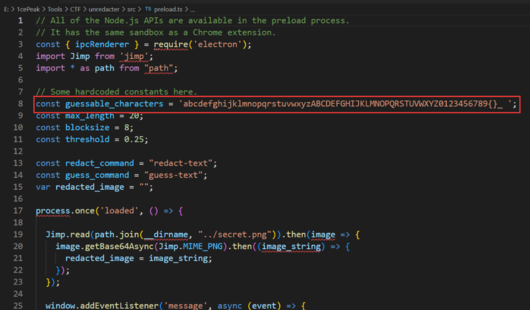 E: > 1cePeak > Tools > CTF > unredacter > src > preload.ts > ...
1 // All of the Node.js APIs are available in the preload process.
2 // It has the same sandbox as a Chrome extension.
3 const { ipcRenderer } = require('electron');
4 import Jimp from 'jimp';
5 import * as path from "path";
6
7 // Some hardcoded constants here.
8 const guessable_characters = 'abcdefghijklmnopqrstuvwxyzABCDEFGHIJKLMNOPQRSTUVWXYZ0123456789{}_ ';
9 const max_length = 20;
10 const blocksize = 8;
11 const threshold = 0.25;
12
13 const redact_command = "redact-text";
14 const guess_command = "guess-text";
15 var redacted_image = "";
16
17 process.once('loaded', () => {
18
19 Jimp.read(path.join(__dirname, "../secret.png")).then(image => {
20 image.getBase64Async(Jimp.MIME_PNG).then((image_string) => {
21 redacted_image = image_string;
22 });
23 });
24
25 window.addEventListener('message', async (event) => {